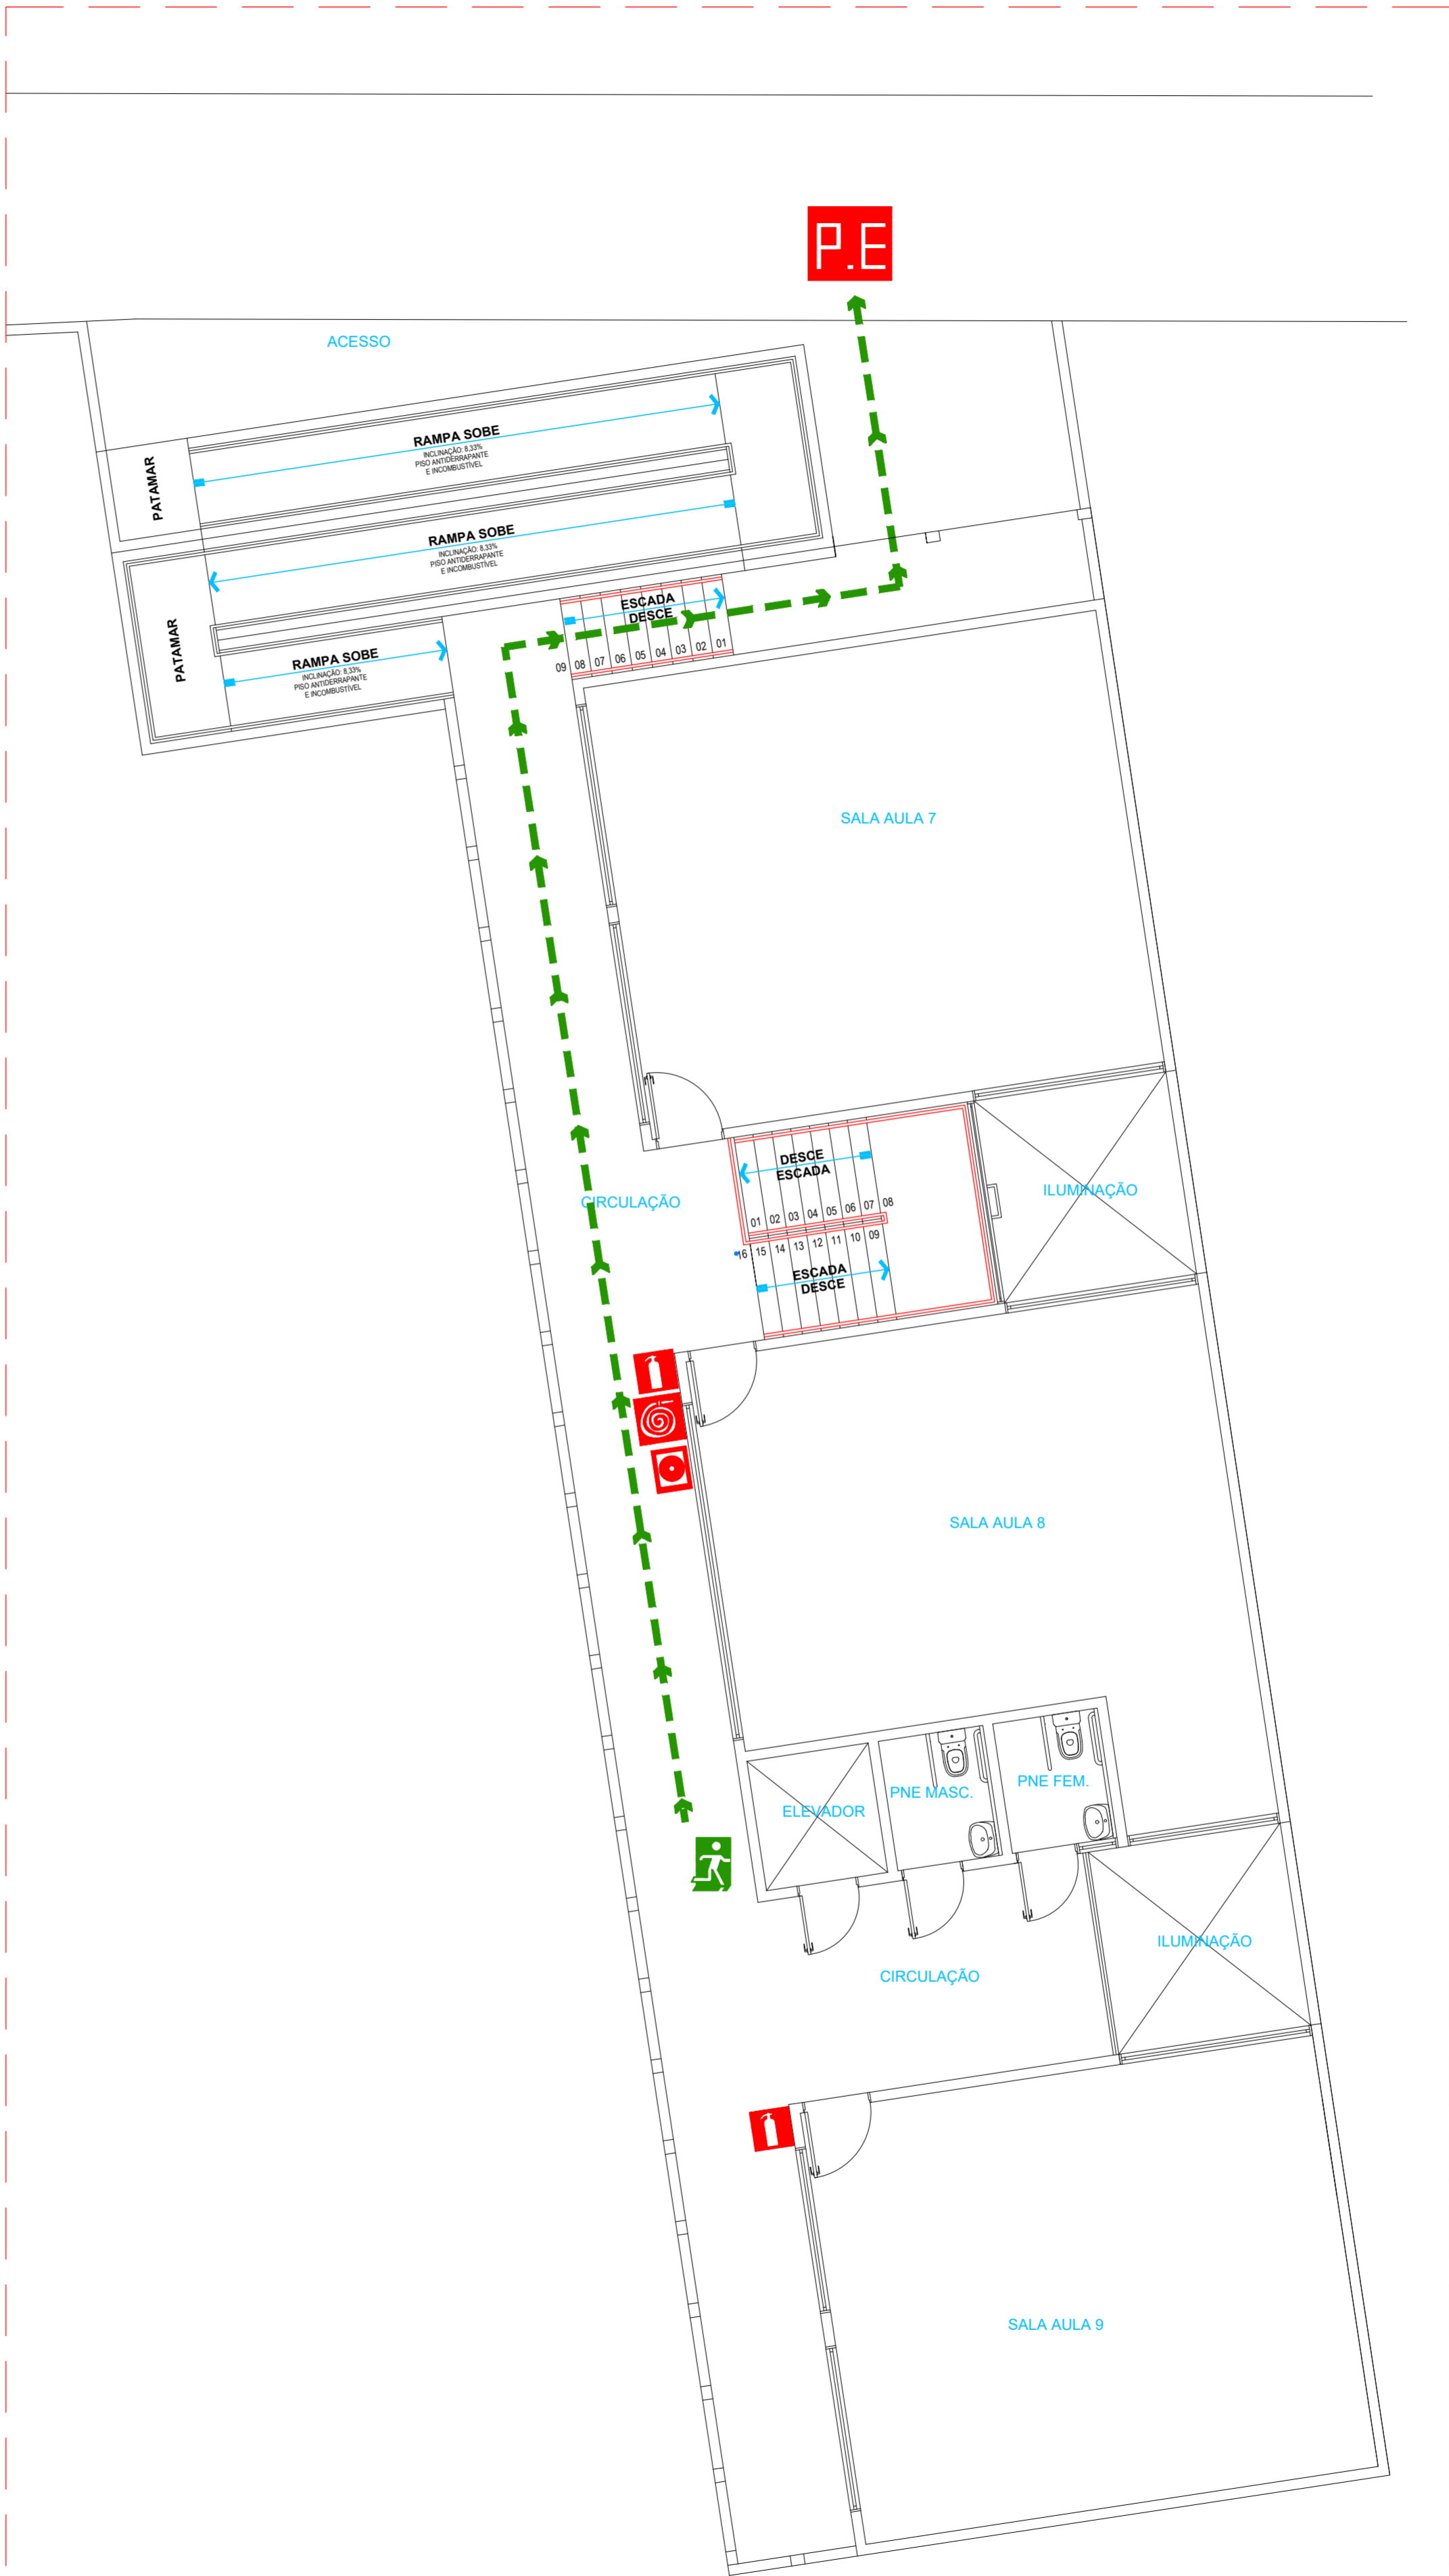 P.E
ACESSO
RAMPA SOBE
INCLINAÇÃO: 8,33%
PISO ANTIDERRAPANTE
E INCOMBUSTÍVEL
PATAMAR
RAMPA SOBE
INCLINAÇÃO: 8,33%
PISO ANTIDERRAPANTE
E INCOMBUSTÍVEL
ESCADA
DESCE
PATAMAR
RAMPA SOBE
INCLINAÇÃO: 8,33%
PISO ANTIDERRAPANTE
E INCOMBUSTÍVEL
09 08 07 06 05 04 03 02 01
SALA AULA 7
DESCE
ESCADA
ILUMINAÇÃO
CIRCULAÇÃO
01 02 03 04 05 06 07 08
16 15 14 13 12 11 10 09
ESCADA
DESCE
SALA AULA 8
PNE FEM.
PNE MASC.
ELEVADOR
ILUMINAÇÃO
CIRCULAÇÃO
SALA AULA 9